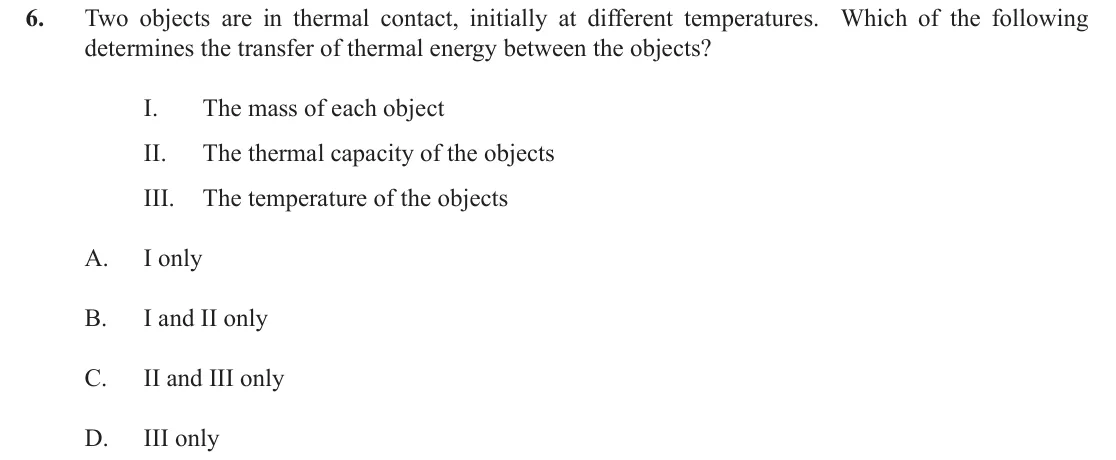 6. Two objects are in thermal contact, initially at different temperatures. Which of the following
determines the transfer of thermal energy between the objects?
I. The mass of each object
II. The thermal capacity of the objects
III. The temperature of the objects
A. I only
B. I and II only
C. II and III only
D. III only